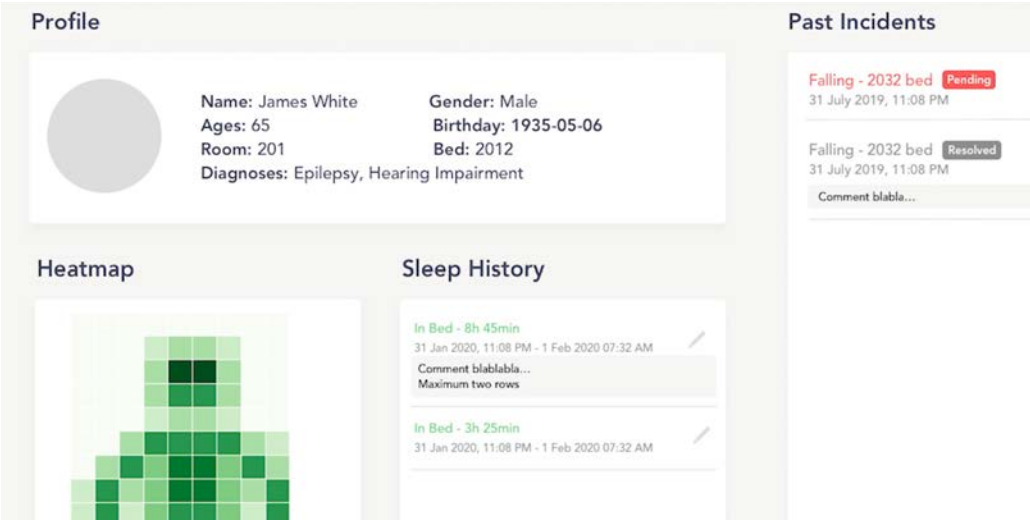 Profile
Name: James White Gender: Male
Ages: 65 Birthday: 1935-05-06
Room: 201 Bed: 2012
Diagnoses: Epilepsy, Hearing Impairment
Past Incidents
Falling - 2032 bed Pending
31 July 2019, 11:08 PM
Falling - 2032 bed Resolved
31 July 2019, 11:08 PM
Comment blabla...
Heatmap
Sleep History
In Bed - 8h 45min
31 Jan 2020, 11:08 PM - 1 Feb 2020 07:32 AM
Comment blablabla...
Maximum two rows
In Bed - 3h 25min
31 Jan 2020, 11:08 PM - 1 Feb 2020 07:32 AM